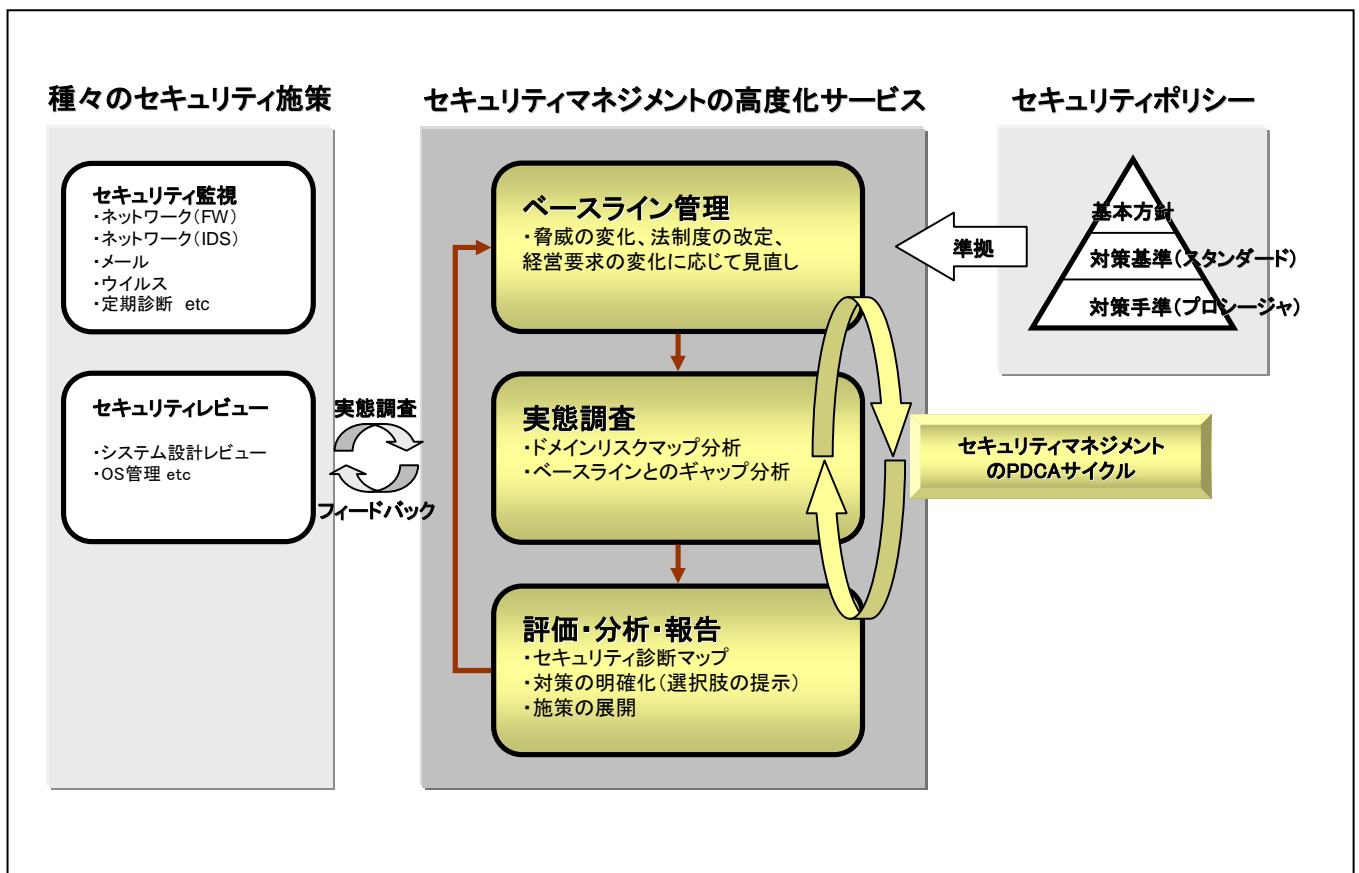 種々のセキュリティ施策
セキュリティ監視
・ネットワーク(FW)
・ネットワーク(IDS)
・メール
・ウイルス
・定期診断 etc
セキュリティレビュー
・システム設計レビュー
・OS管理 etc
実態調査
フィードバック
セキュリティマネジメントの高度化サービス
ベースライン管理
・脅威の変化、法制度の改定、
経営要求の変化に応じて見直し
実態調査
・ドメインリスクマップ分析
・ベースラインとのギャップ分析
評価・分析・報告
・セキュリティ診断マップ
・対策の明確化(選択肢の提示)
・施策の展開
セキュリティポリシー
準拠
基本方針
対策基準(スタンダード)
対策手準(プロシージャ)
セキュリティマネジメント
のPDCAサイクル